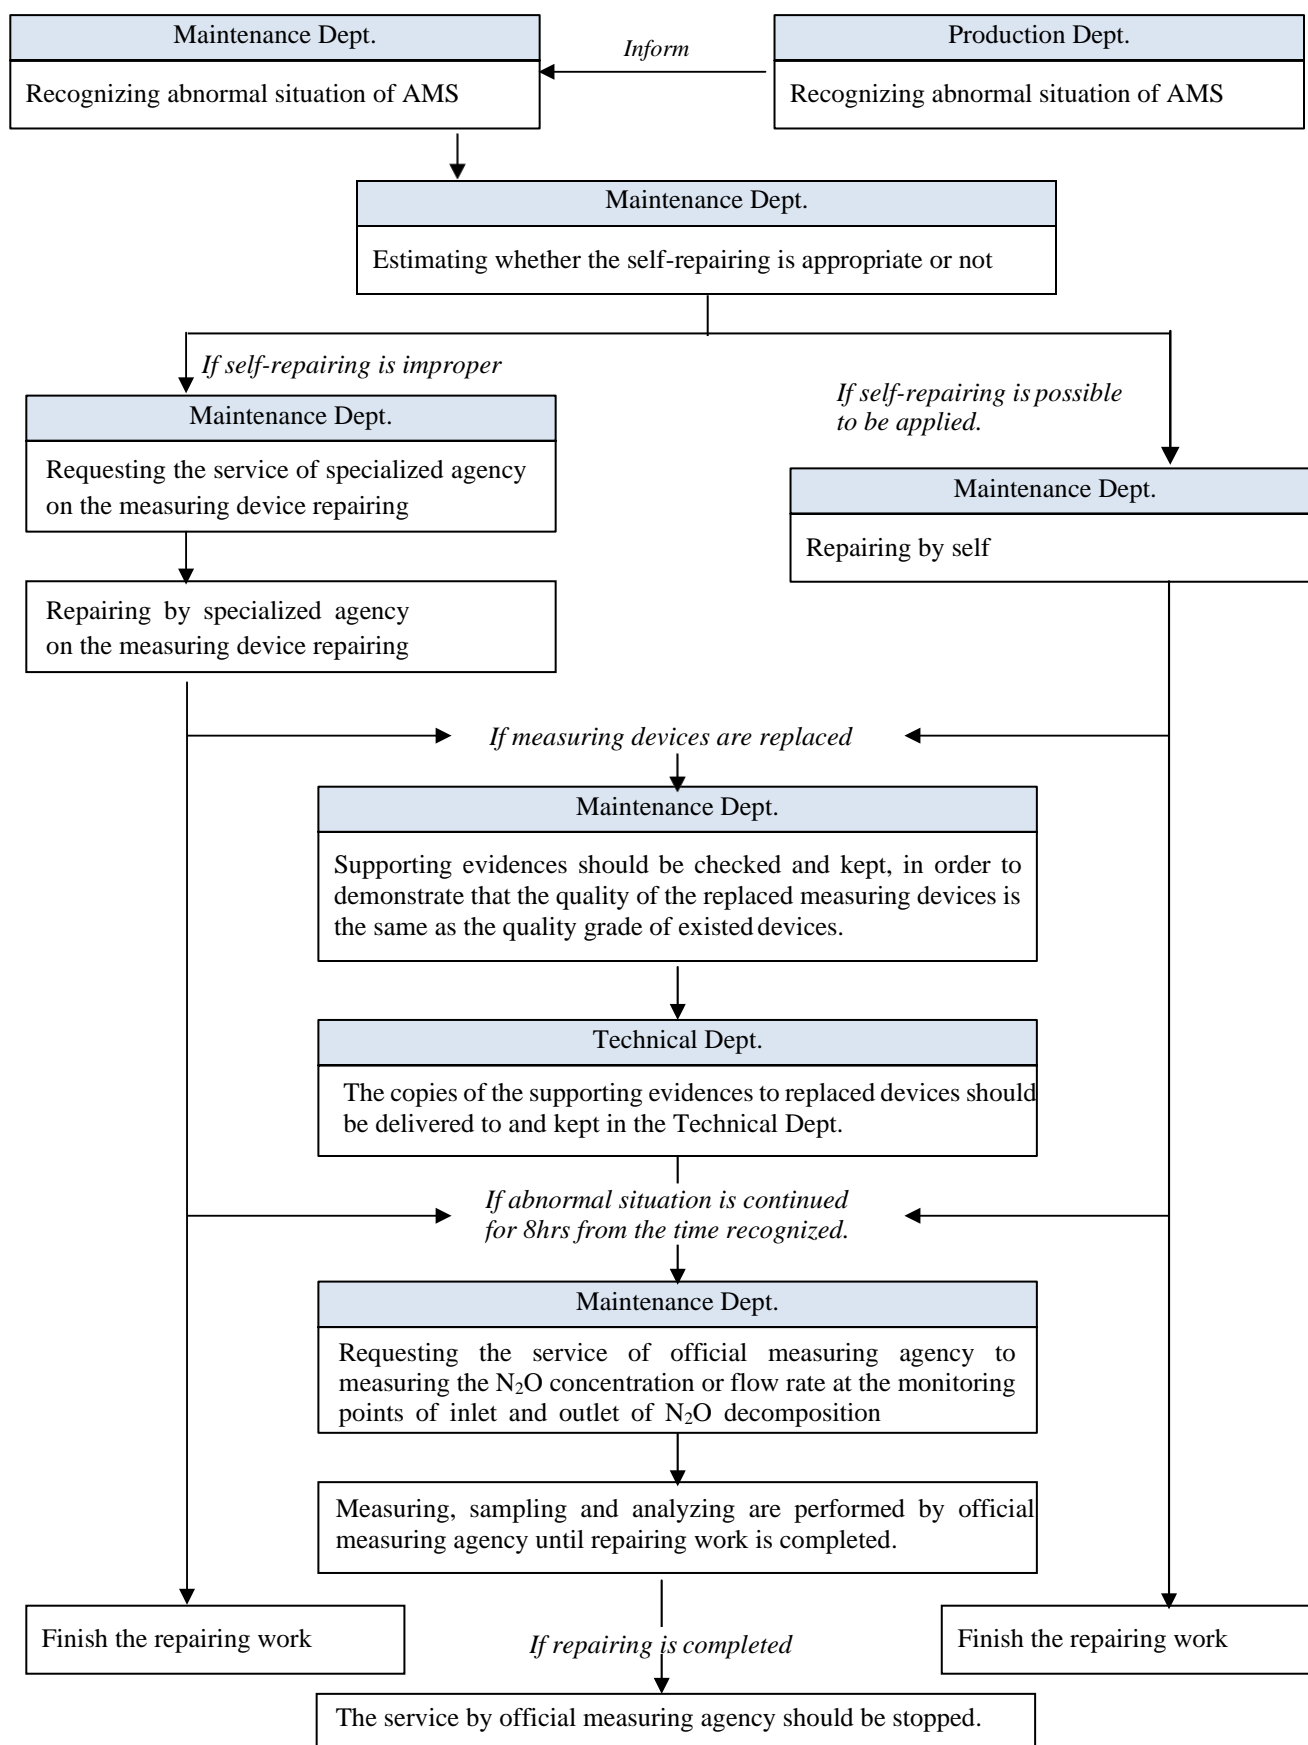 Maintenance Dept.
Recognizing abnormal situation of AMS
Inform
Production Dept.
Recognizing abnormal situation of AMS
Maintenance Dept.
Estimating whether the self-repairing is appropriate or not
If self-repairing is improper
If self-repairing is possible
to be applied.
Maintenance Dept.
Requesting the service of specialized agency
on the measuring device repairing
Maintenance Dept.
Repairing by self
Repairing by specialized agency
on the measuring device repairing
If measuring devices are replaced
Maintenance Dept.
Supporting evidences should be checked and kept, in order to
demonstrate that the quality of the replaced measuring devices is
the same as the quality grade of existed devices.
Technical Dept.
The copies of the supporting evidences to replaced devices should
be delivered to and kept in the Technical Dept.
If abnormal situation is continued
for 8hrs from the time recognized.
Maintenance Dept.
Requesting the service of official measuring agency to
measuring the N₂O concentration or flow rate at the monitoring
points of inlet and outlet of N₂O decomposition
Measuring, sampling and analyzing are performed by official
measuring agency until repairing work is completed.
Finish the repairing work
If repairing is completed
Finish the repairing work
The service by official measuring agency should be stopped.